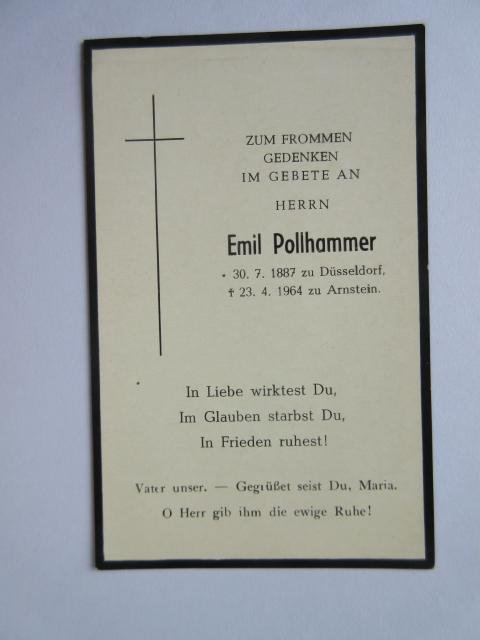 ZUM FROMMEN
GEDENKEN
IM GEBETE AN
HERRN
Emil Pollhammer
* 30. 7. 1887 zu Düsseldorf,
† 23. 4. 1964 zu Arnstein.
In Liebe wirktest Du,
Im Glauben starbst Du,
In Frieden ruhest!
Vater unser. — Gegrüßet seist Du, Maria.
O Herr gib ihm die ewige Ruhe!